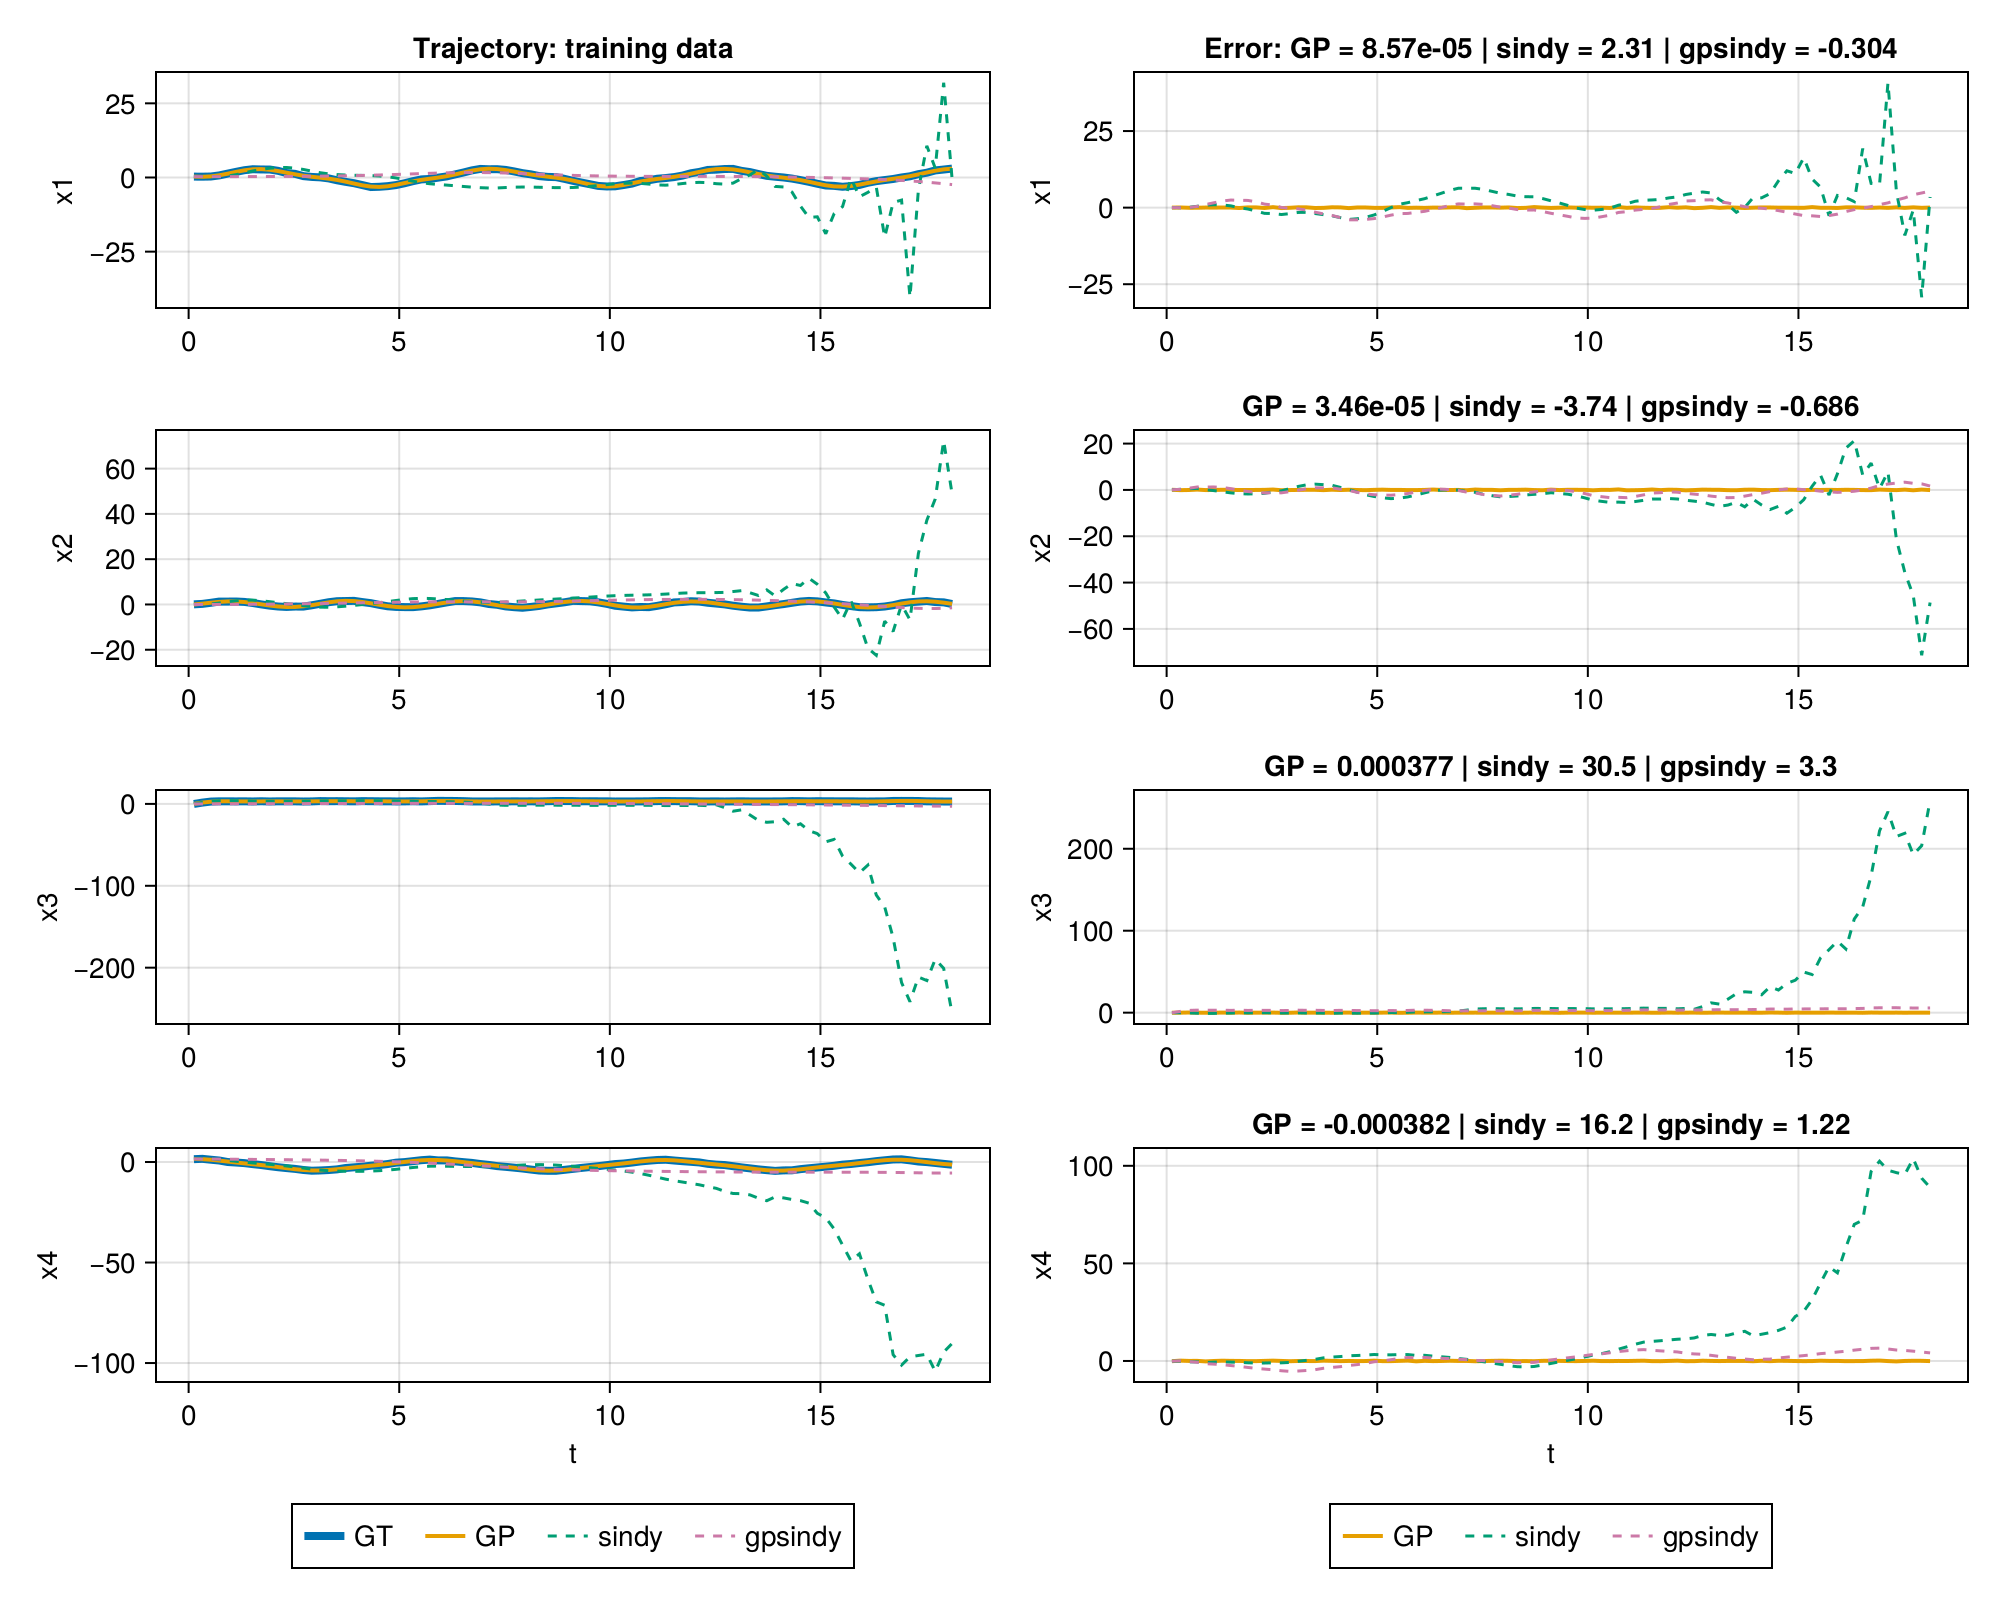 Trajectory: training data
25
0
−25
x1
0 5 10 15
Error: GP = 8.57e-05 | sindy = 2.31 | gpsindy = -0.304
25
0
−25
x1
0 5 10 15
60
40
20
0
−20
x2
0 5 10 15
GP = 3.46e-05 | sindy = -3.74 | gpsindy = -0.686
20
0
−20
−40
−60
x2
0 5 10 15
0
−100
−200
x3
0 5 10 15
GP = 0.000377 | sindy = 30.5 | gpsindy = 3.3
200
100
0
x3
0 5 10 15
0
−50
−100
x4
0 5 10 15
t
GP = -0.000382 | sindy = 16.2 | gpsindy = 1.22
100
50
0
x4
0 5 10 15
t
GT GP sindy gpsindy
GP sindy gpsindy